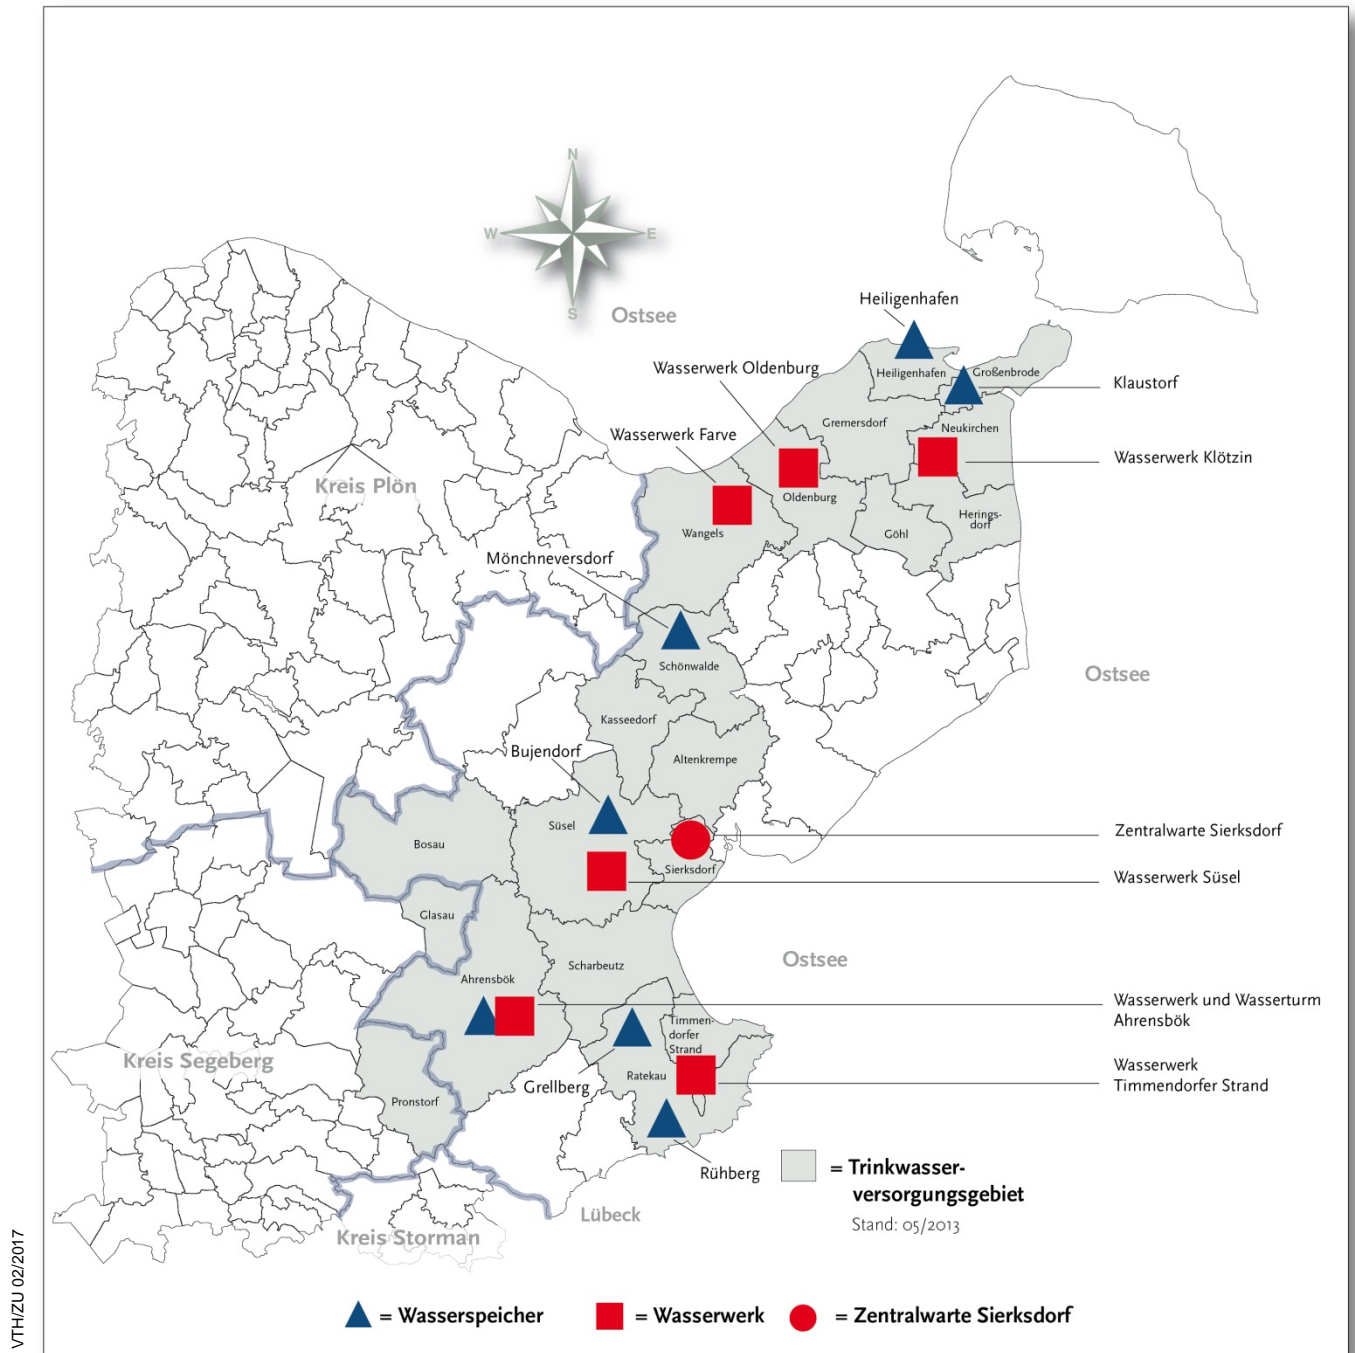 N
W
E
S
Ostsee
Heiligenhafen
Wasserwerk Oldenburg
Heiligenhafen
Großenbrode
Klaustorf
Wasserwerk Farve
Gremersdorf
Neukirchen
Wasserwerk Klötzin
Kreis Plön
Oldenburg
Wangels
Göhl
Herings-
dorf
Mönchneversdorf
Schönwalde
Ostsee
Kasseedorf
Bujendorf
Altenkrempe
Süsel
Bosau
Zentralwarte Sierksdorf
Sierksdorf
Wasserwerk Süsel
Glasau
Scharbeutz
Ostsee
Ahrensbök
Wasserwerk und Wasserturm
Ahrensbök
Timmen-
dorfer
Strand
Kreis Segeberg
Ratekau
Grellberg
Wasserwerk
Timmendorfer Strand
Pronstorf
Rühberg
= Trinkwasser-
versorgungsgebiet
Stand: 05/2013
Lübeck
Kreis Storman
VTH/ZU 02/2017
= Wasserspeicher
= Wasserwerk
= Zentralwarte Sierksdorf